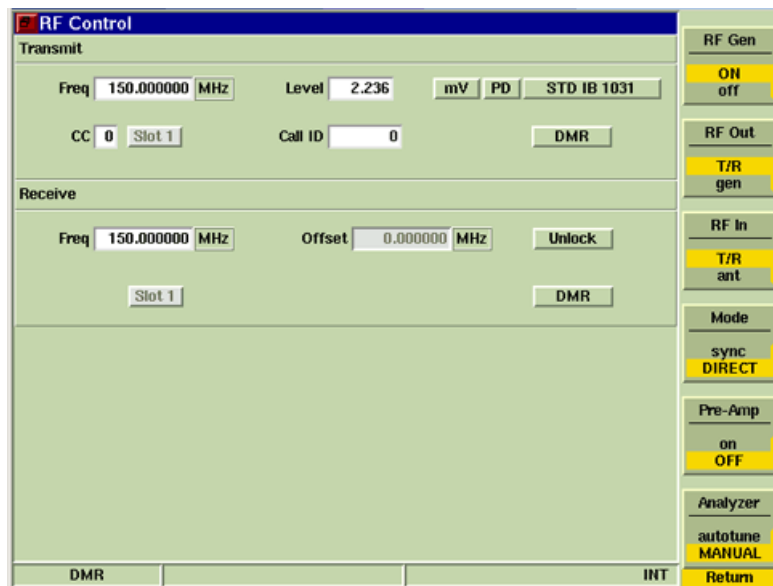 RF Control
Transmit
Freq 150.000000 MHz Level 2.236 mV PD STD IB 1031
CC 0 Slot 1 Call ID 0 DMR
Receive
Freq 150.000000 MHz Offset 0.000000 MHz Unlock
Slot 1 DMR
DMR INT
RF Gen
ON
off
RF Out
T/R
gen
RF In
T/R
ant
Mode
sync
DIRECT
Pre-Amp
on
OFF
Analyzer
autotune
MANUAL
Return